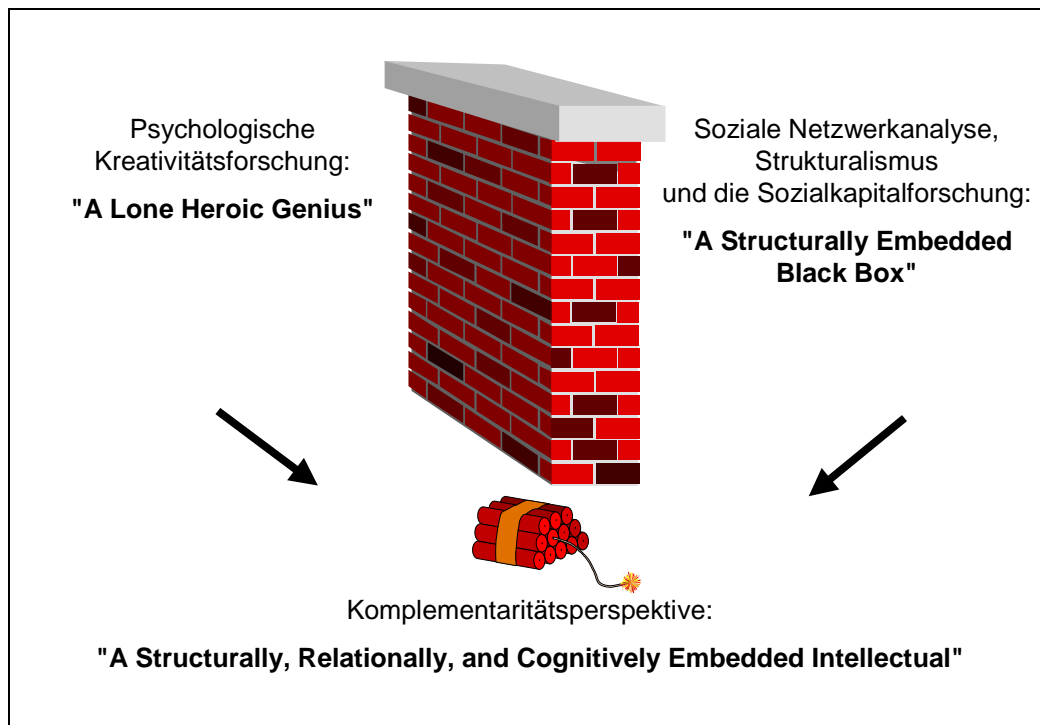 Psychologische
Kreativitätsforschung:
"A Lone Heroic Genius"
Soziale Netzwerkanalyse,
Strukturalismus
und die Sozialkapitalforschung:
"A Structurally Embedded
Black Box"
Komplementaritätsperspektive:
"A Structurally, Relationally, and Cognitively Embedded Intellectual"